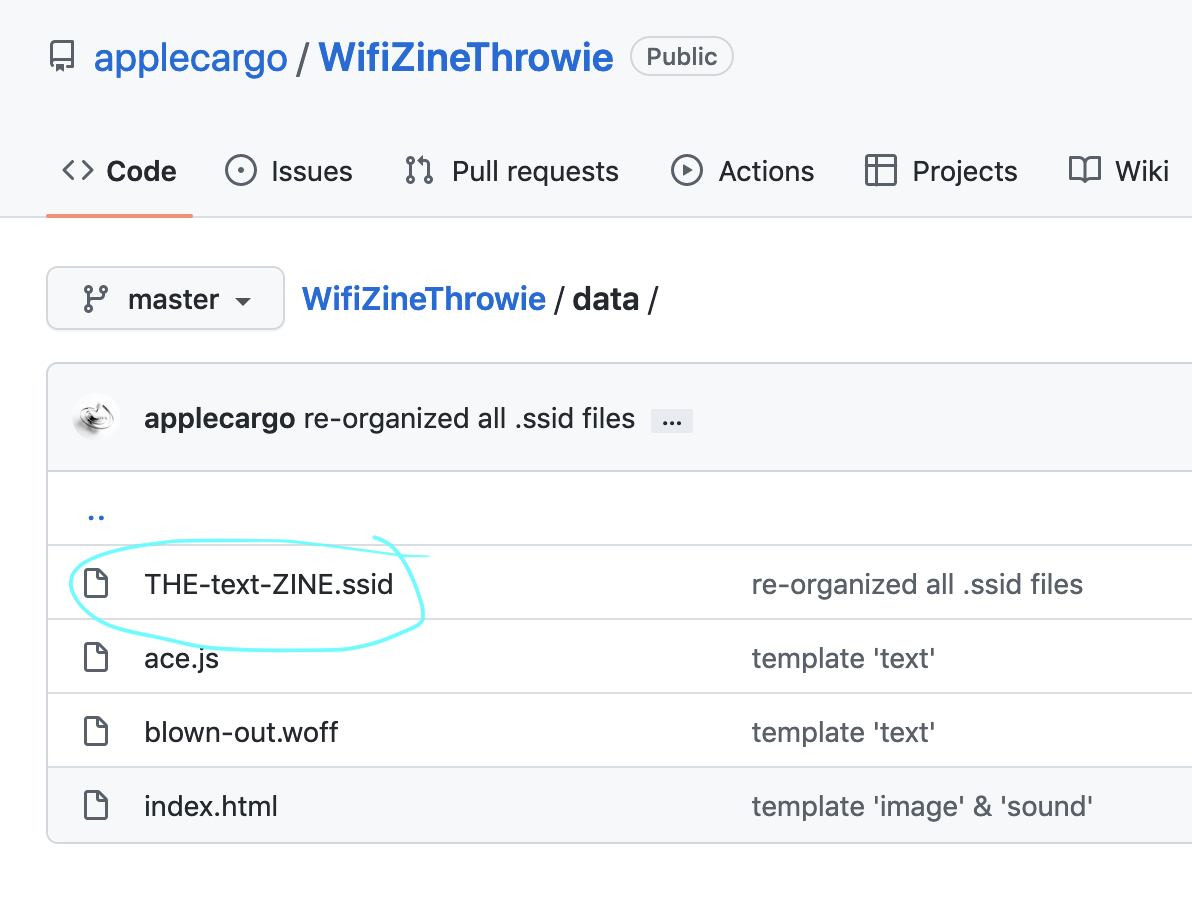 applecargo / WifiZineThrowie Public
Code Issues Pull requests Actions Projects Wiki
master WifiZineThrowie / data /
applecargo re-organized all .ssid files ...
..
THE-text-ZINE.ssid re-organized all .ssid files
ace.js template 'text'
blown-out.woff template 'text'
index.html template 'image' & 'sound'